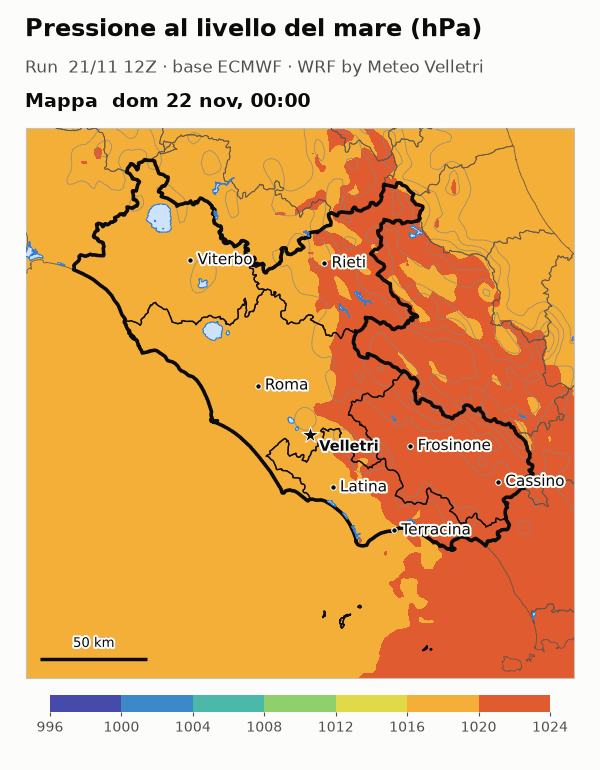 Pressione al livello del mare (hPa)
Run  21/11 12Z · base ECMWF · WRF by Meteo Velletri
Mappa  dom 22 nov, 00:00
Viterbo
Rieti
Roma
Velletri
Frosinone
Cassino
Latina
Terracina
50 km
996 1000 1004 1008 1012 1016 1020 1024